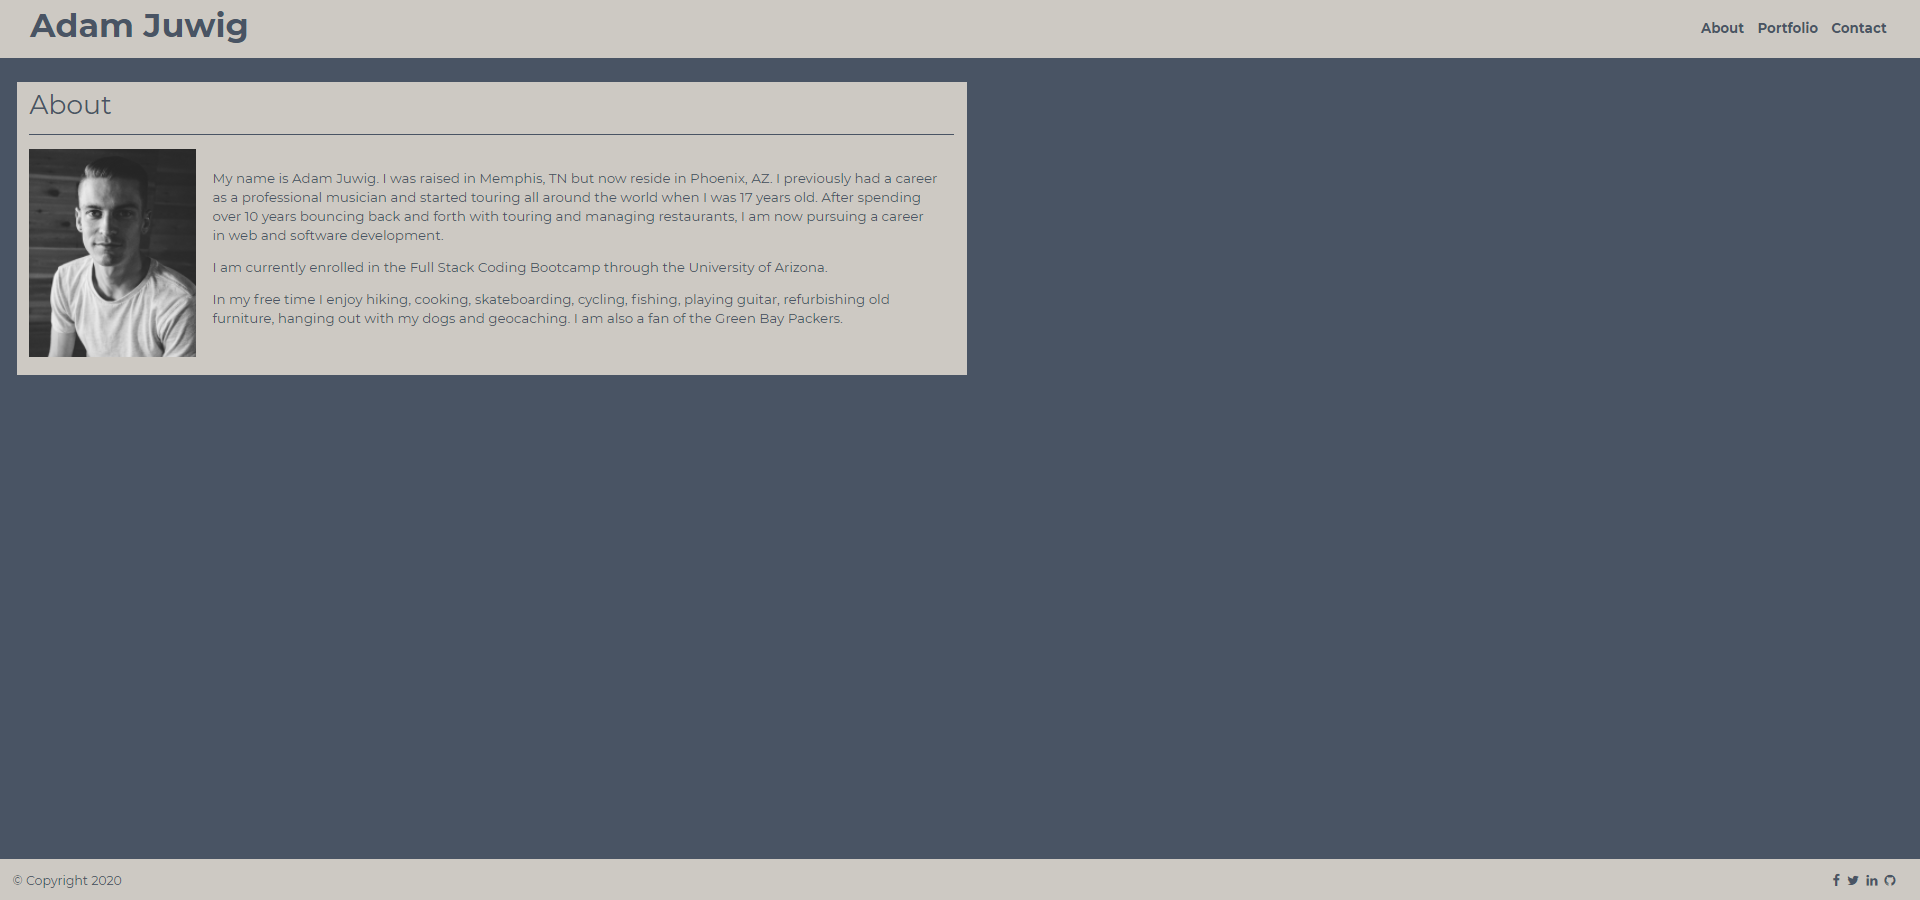 Adam Juwig
About Portfolio Contact
About
My name is Adam Juwig. I was raised in Memphis, TN but now reside in Phoenix, AZ. I previously had a career
as a professional musician and started touring all around the world when I was 17 years old. After spending
over 10 years bouncing back and forth with touring and managing restaurants, I am now pursuing a career
in web and software development.
I am currently enrolled in the Full Stack Coding Bootcamp through the University of Arizona.
In my free time I enjoy hiking, cooking, skateboarding, cycling, fishing, playing guitar, refurbishing old
furniture, hanging out with my dogs and geocaching. I am also a fan of the Green Bay Packers.
© Copyright 2020